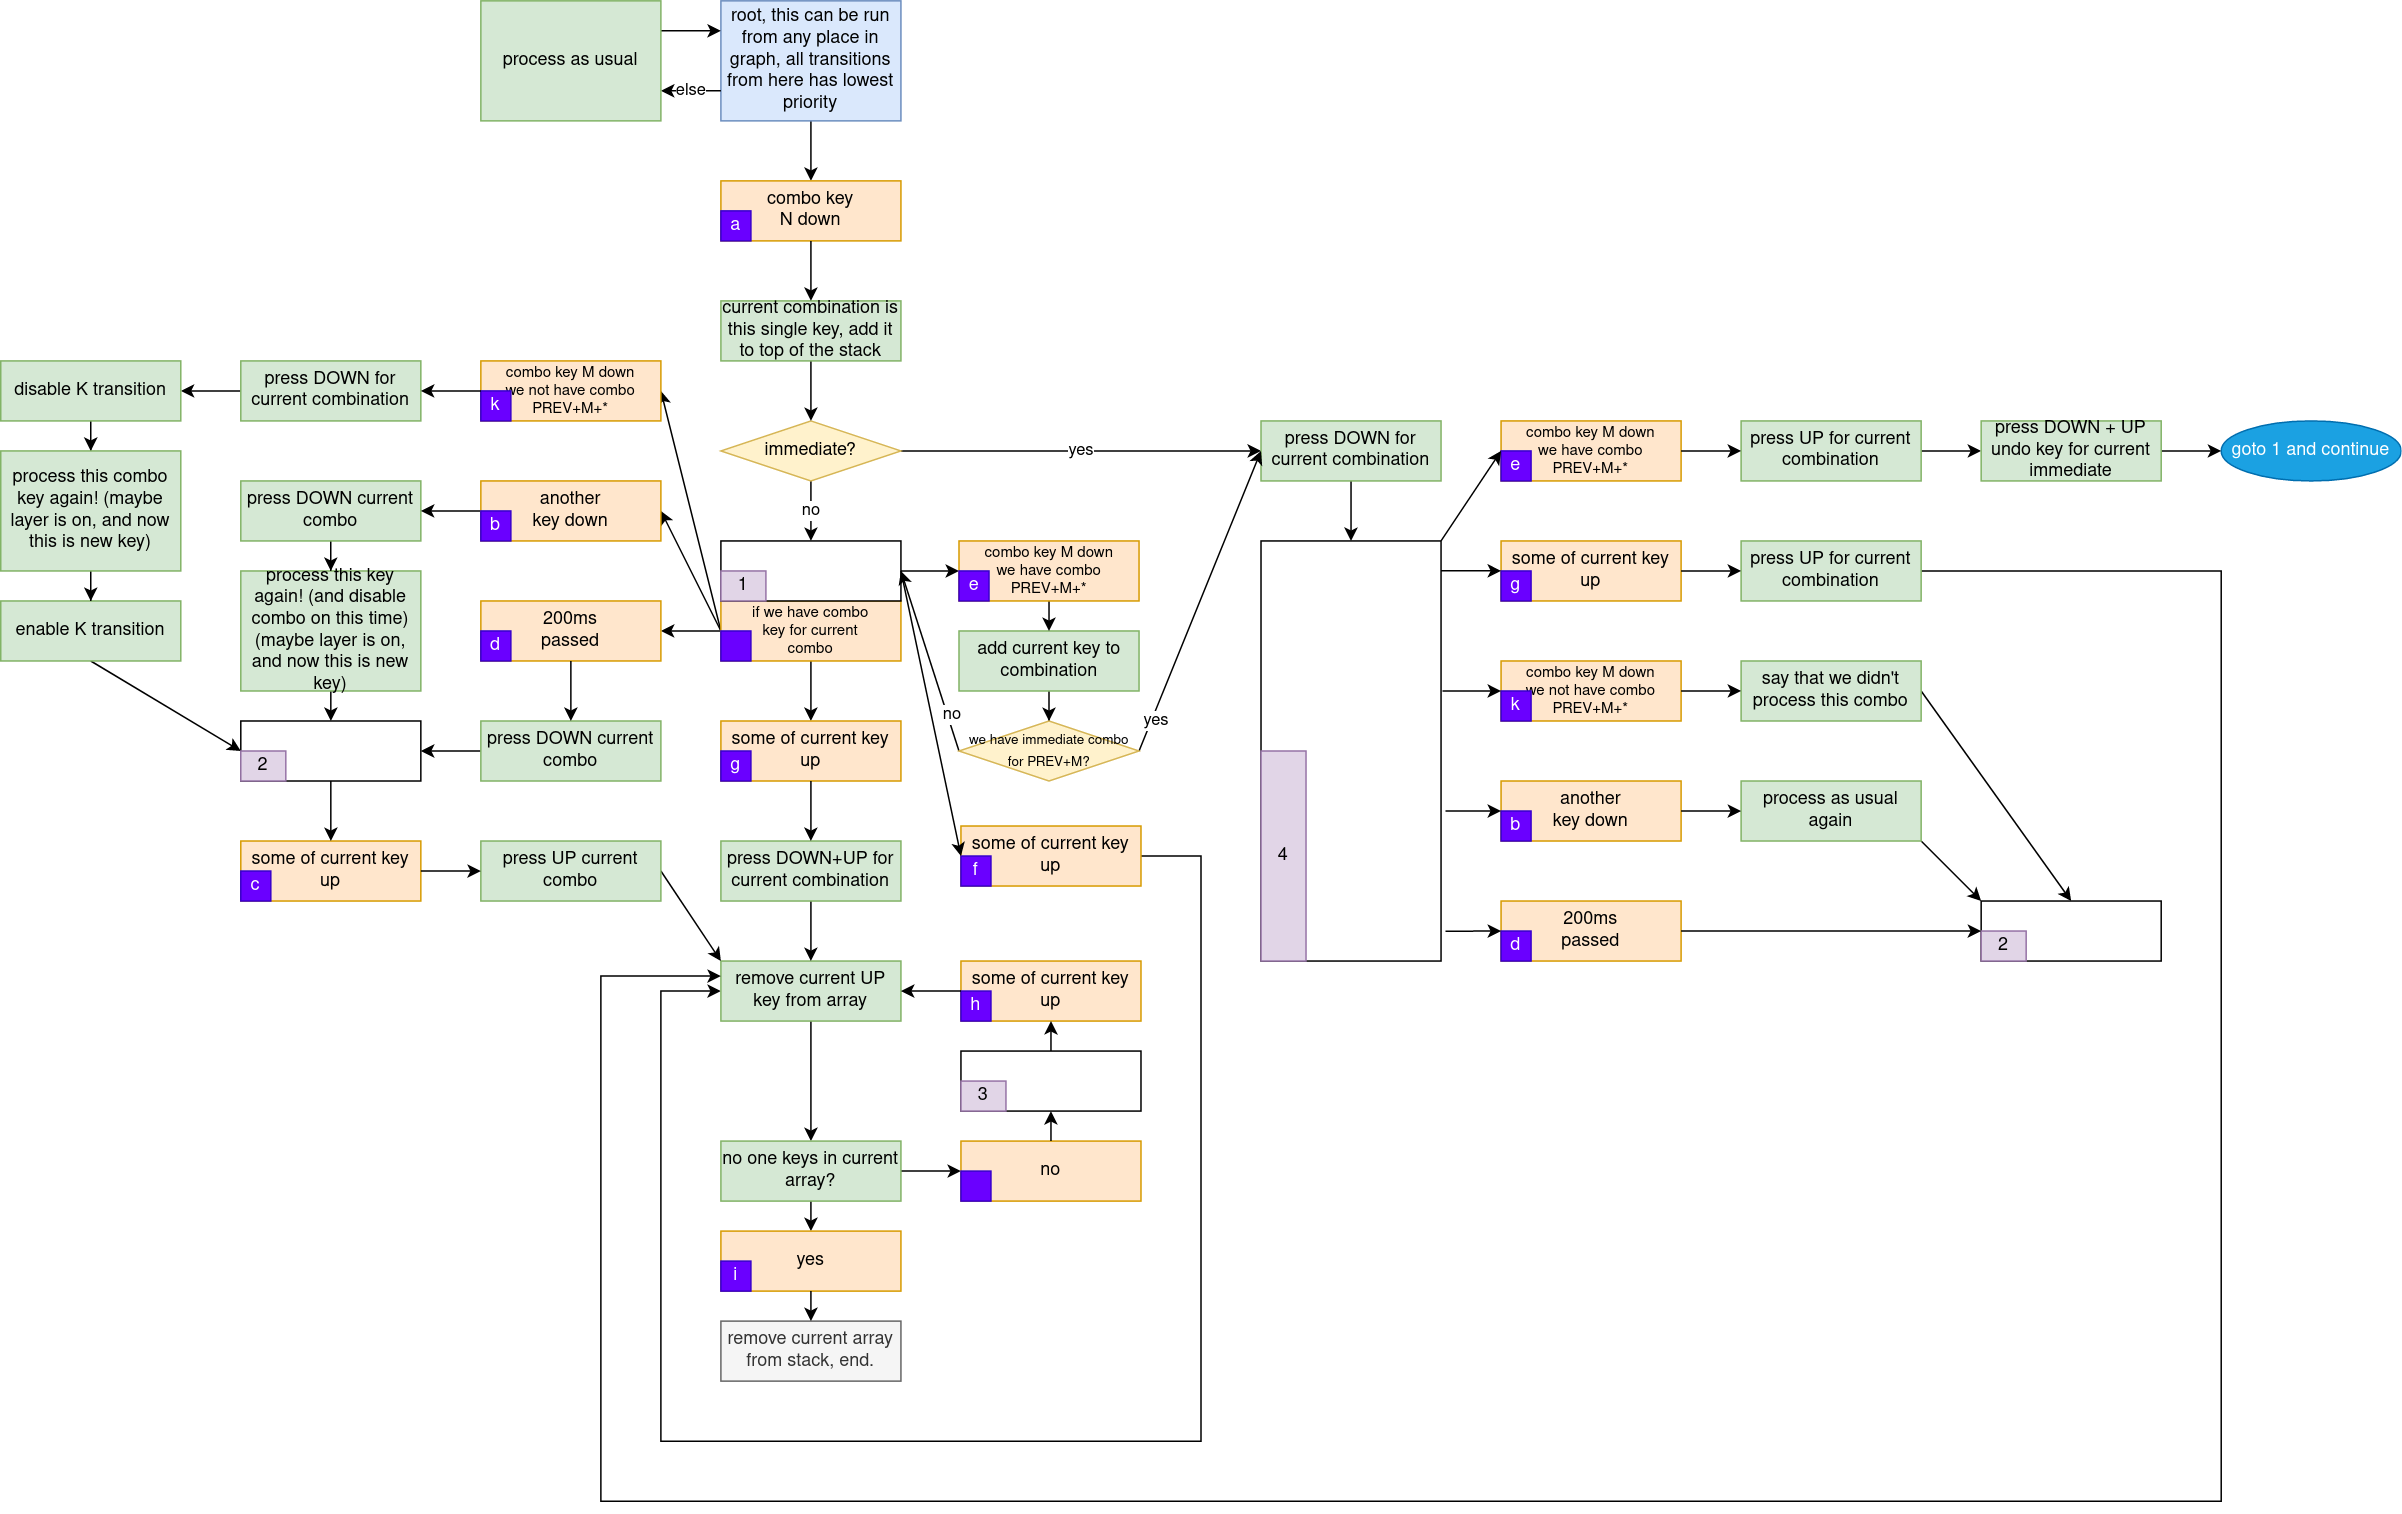 process as usual
root, this can be run
from any place in
graph, all transitions
from here has lowest
priority
else
combo key
N down
a
current combination is
this single key, add it
to top of the stack
immediate?
yes
no
disable K transition
press DOWN for
current combination
combo key M down
we not have combo
PREV+M+*
k
process this combo
key again! (maybe
layer is on, and now
this is new key)
press DOWN current
combo
another
key down
b
enable K transition
process this key
again! (and disable
combo on this time)
(maybe layer is on,
and now this is new
key)
200ms
passed
d
1
if we have combo
key for current
combo
combo key M down
we have combo
PREV+M+*
e
add current key to
combination
no
yes
we have immediate combo
for PREV+M?
2
press DOWN current
combo
some of current key
up
g
some of current key
up
c
press UP current
combo
press DOWN+UP for
current combination
some of current key
up
f
remove current UP
key from array
some of current key
up
h
3
no one keys in current
array?
no
yes
i
remove current array
from stack, end.
press DOWN for
current combination
4
combo key M down
we have combo
PREV+M+*
e
press UP for current
combination
press DOWN + UP
undo key for current
immediate
goto 1 and continue
some of current key
up
g
press UP for current
combination
combo key M down
we not have combo
PREV+M+*
k
say that we didn't
process this combo
another
key down
b
process as usual
again
200ms
passed
d
2